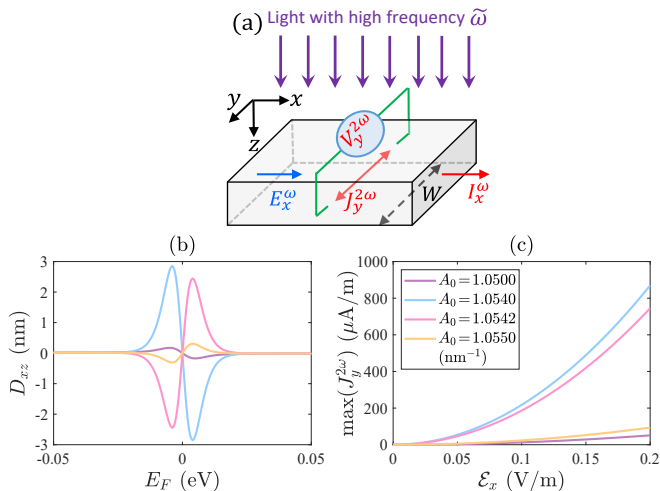 (a) Light with high frequency ω̃
y x
z
V_y^{2ω}
E_x^ω J_y^{2ω} W I_x^ω
(b)
3
2
1
0
-1
-2
-3
D_{xz} (nm)
-0.05 0 0.05
E_F (eV)
(c)
1000
800
600
400
200
0
max(J_y^{2ω}) (μA/m)
A_0=1.0500
A_0=1.0540
A_0=1.0542
A_0=1.0550
(nm^{-1})
0 0.05 0.1 0.15 0.2
ℰ_x (V/m)